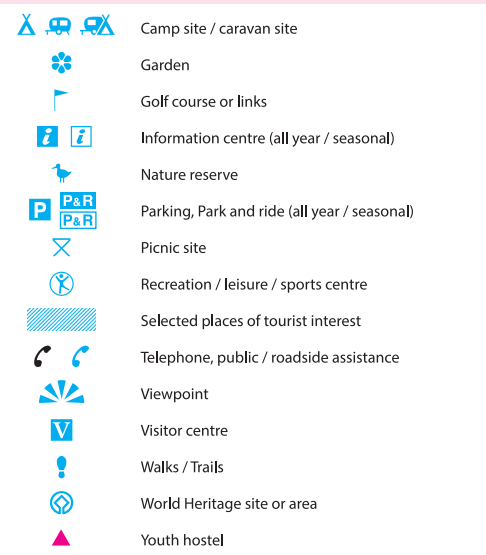 Camp site / caravan site
Garden
Golf course or links
i i Information centre (all year / seasonal)
Nature reserve
P P&R P&R Parking, Park and ride (all year / seasonal)
Picnic site
Recreation / leisure / sports centre
Selected places of tourist interest
Telephone, public / roadside assistance
Viewpoint
V Visitor centre
Walks / Trails
World Heritage site or area
Youth hostel